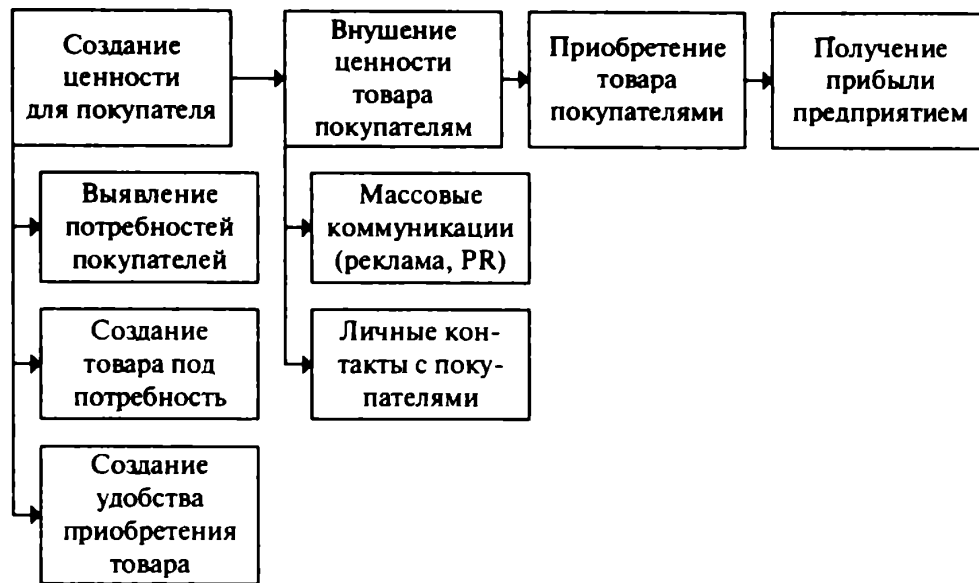 Создание
ценности
для покупателя
Внушение
ценности
товара
покупателям
Приобретение
товара
покупателями
Получение
прибыли
предприятием
Выявление
потребностей
покупателей
Массовые
коммуникации
(реклама, PR)
Создание
товара под
потребность
Личные кон-
такты с поку-
пателями
Создание
удобства
приобретения
товара